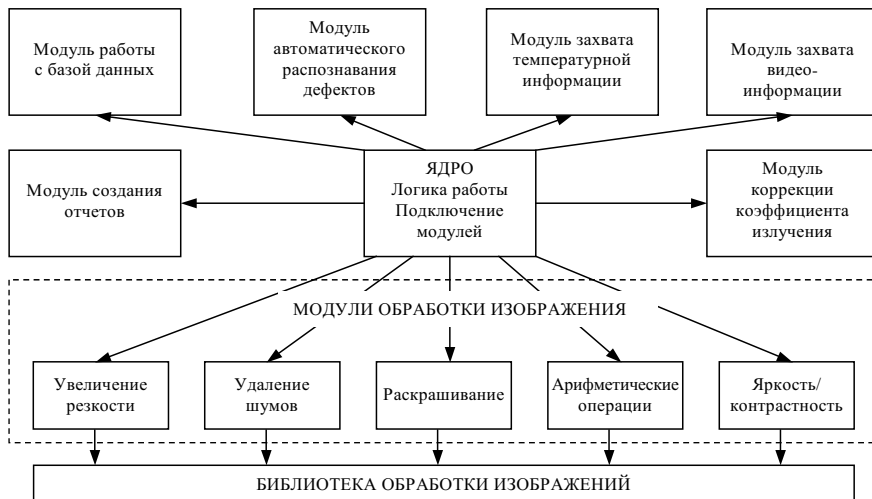 Модуль работы
с базой данных
Модуль
автоматического
распознавания
дефектов
Модуль захвата
температурной
информации
Модуль захвата
видео-
информации
Модуль создания
отчетов
ЯДРО
Логика работы
Подключение
модулей
Модуль
коррекции
коэффициента
излучения
МОДУЛИ ОБРАБОТКИ ИЗОБРАЖЕНИЯ
Увеличение
резкости
Удаление
шумов
Раскрашивание
Арифметические
операции
Яркость/
контрастность
БИБЛИОТЕКА ОБРАБОТКИ ИЗОБРАЖЕНИЙ